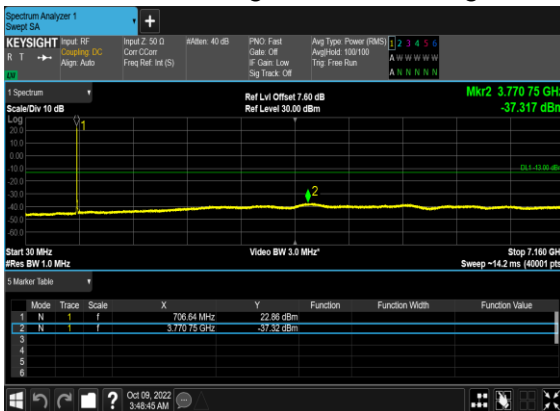 Spectrum Analyzer 1
Swept SA
KEYSIGHT
R T
LV
Input: RF
Coupling: DC
Align: Auto
Input Z: 50 Ω
Corr CCorr
Freq Ref: Int (S)
#Atten: 40 dB
PNO: Fast
Gate: Off
IF Gain: Low
Sig Track: Off
Avg Type: Power (RMS)
Avg|Hold: 100/100
Trig: Free Run
1 2 3 4 5 6
A W W W W W
A N N N N N
1 Spectrum
Scale/Div 10 dB
Ref Lvl Offset 7.60 dB
Ref Level 30.00 dBm
Mkr2 3.770 75 GHz
-37.317 dBm
Log
20.0
10.0
0.00
-10.0
-20.0
-30.0
-40.0
-50.0
-60.0
1
2
DL1 -13.00 dBm
Start 30 MHz
#Res BW 1.0 MHz
Video BW 3.0 MHz*
Stop 7.160 GHz
Sweep ~14.2 ms (40001 pts)
5 Marker Table
Mode Trace Scale X Y Function Function Width Function Value
1 N 1 f 706.64 MHz 22.86 dBm
2 N 1 f 3.770 75 GHz -37.32 dBm
3
4
5
6
?
Oct 09, 2022
3:48:45 AM